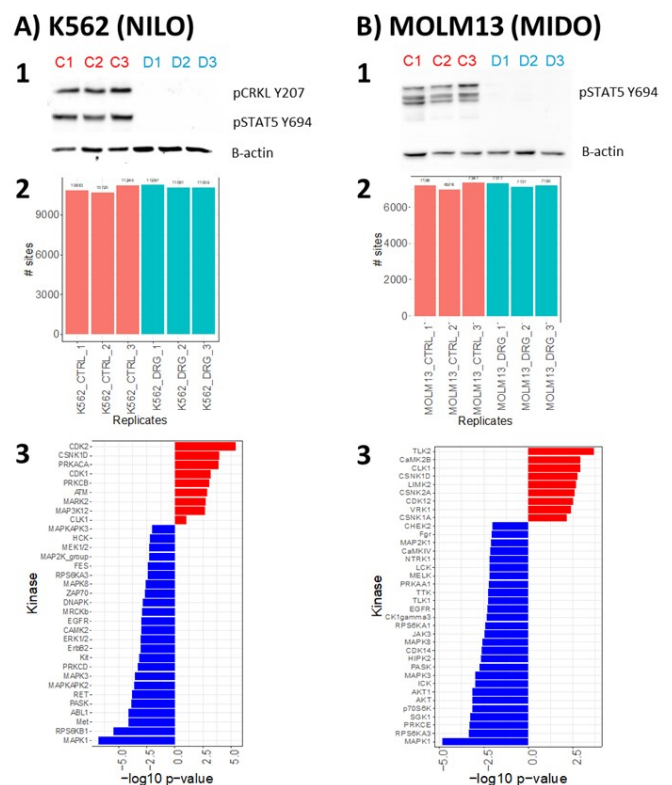 A) K562 (NILO)
C1 C2 C3 D1 D2 D3
1
pCRKL Y207
pSTAT5 Y694
B-actin
2
# sites
9000
6000
3000
0
K562_CTRL_1
K562_CTRL_2
K562_CTRL_3
K562_DRG_1
K562_DRG_2
K562_DRG_3
Replicates
3
Kinase
CDK2
CSNK1D
PRKACA
CDK1
PRKCB
ATM
MARK2
MAP3K12
CLK1
MAPKAPK3
HCK
MEK1/2
MAP2K_group
FES
RPS6KA3
MAPK8
ZAP70
DNAPK
MRCKb
EGFR
CAMK2
ERK1/2
ErbB2
Kit
PRKCD
MAPK3
MAPKAPK2
RET
PASK
ABL1
Met
RPS6KB1
MAPK1
-5.0 -2.5 0.0 2.5 5.0
−log10 p-value
B) MOLM13 (MIDO)
C1 C2 C3 D1 D2 D3
1
pSTAT5 Y694
B-actin
2
# sites
6000
4000
2000
0
MOLM13_CTRL_1
MOLM13_CTRL_2
MOLM13_CTRL_3
MOLM13_DRG_1
MOLM13_DRG_2
MOLM13_DRG_3
Replicates
3
Kinase
TLK2
CaMK2B
CLK1
CSNK1D
LIMK2
CSNK2A
CDK12
VRK1
CSNK1A
CHEK2
Fgr
MAP2K1
CaMKIV
NTRK1
LCK
MELK
PRKAA1
TTK
TLK1
EGFR
CK1gamma3
RPS6KA1
JAK3
MAPK8
CDK14
HIPK2
PASK
MAPK3
ICK
AKT1
AKT
p70S6K
SGK1
PRKCE
RPS6KA3
MAPK1
-5.0 -2.5 0.0 2.5
−log10 p-value